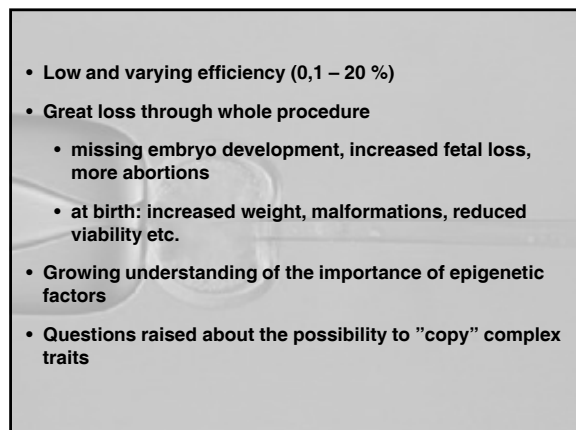 • Low and varying efficiency (0,1 – 20 %)
• Great loss through whole procedure
• missing embryo development, increased fetal loss,
more abortions
• at birth: increased weight, malformations, reduced
viability etc.
• Growing understanding of the importance of epigenetic
factors
• Questions raised about the possibility to ”copy” complex
traits